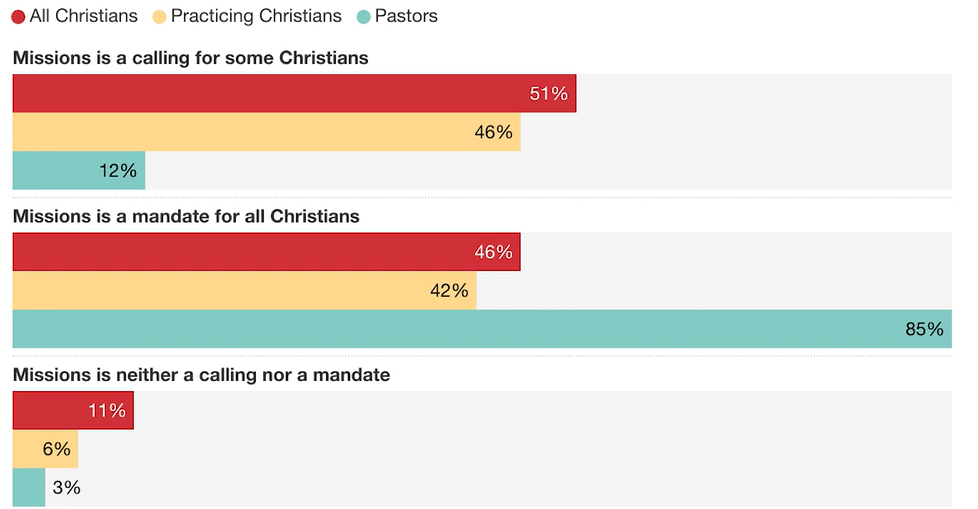 All Christians Practicing Christians Pastors
Missions is a calling for some Christians
51%
46%
12%
Missions is a mandate for all Christians
46%
42%
85%
Missions is neither a calling nor a mandate
11%
6%
3%